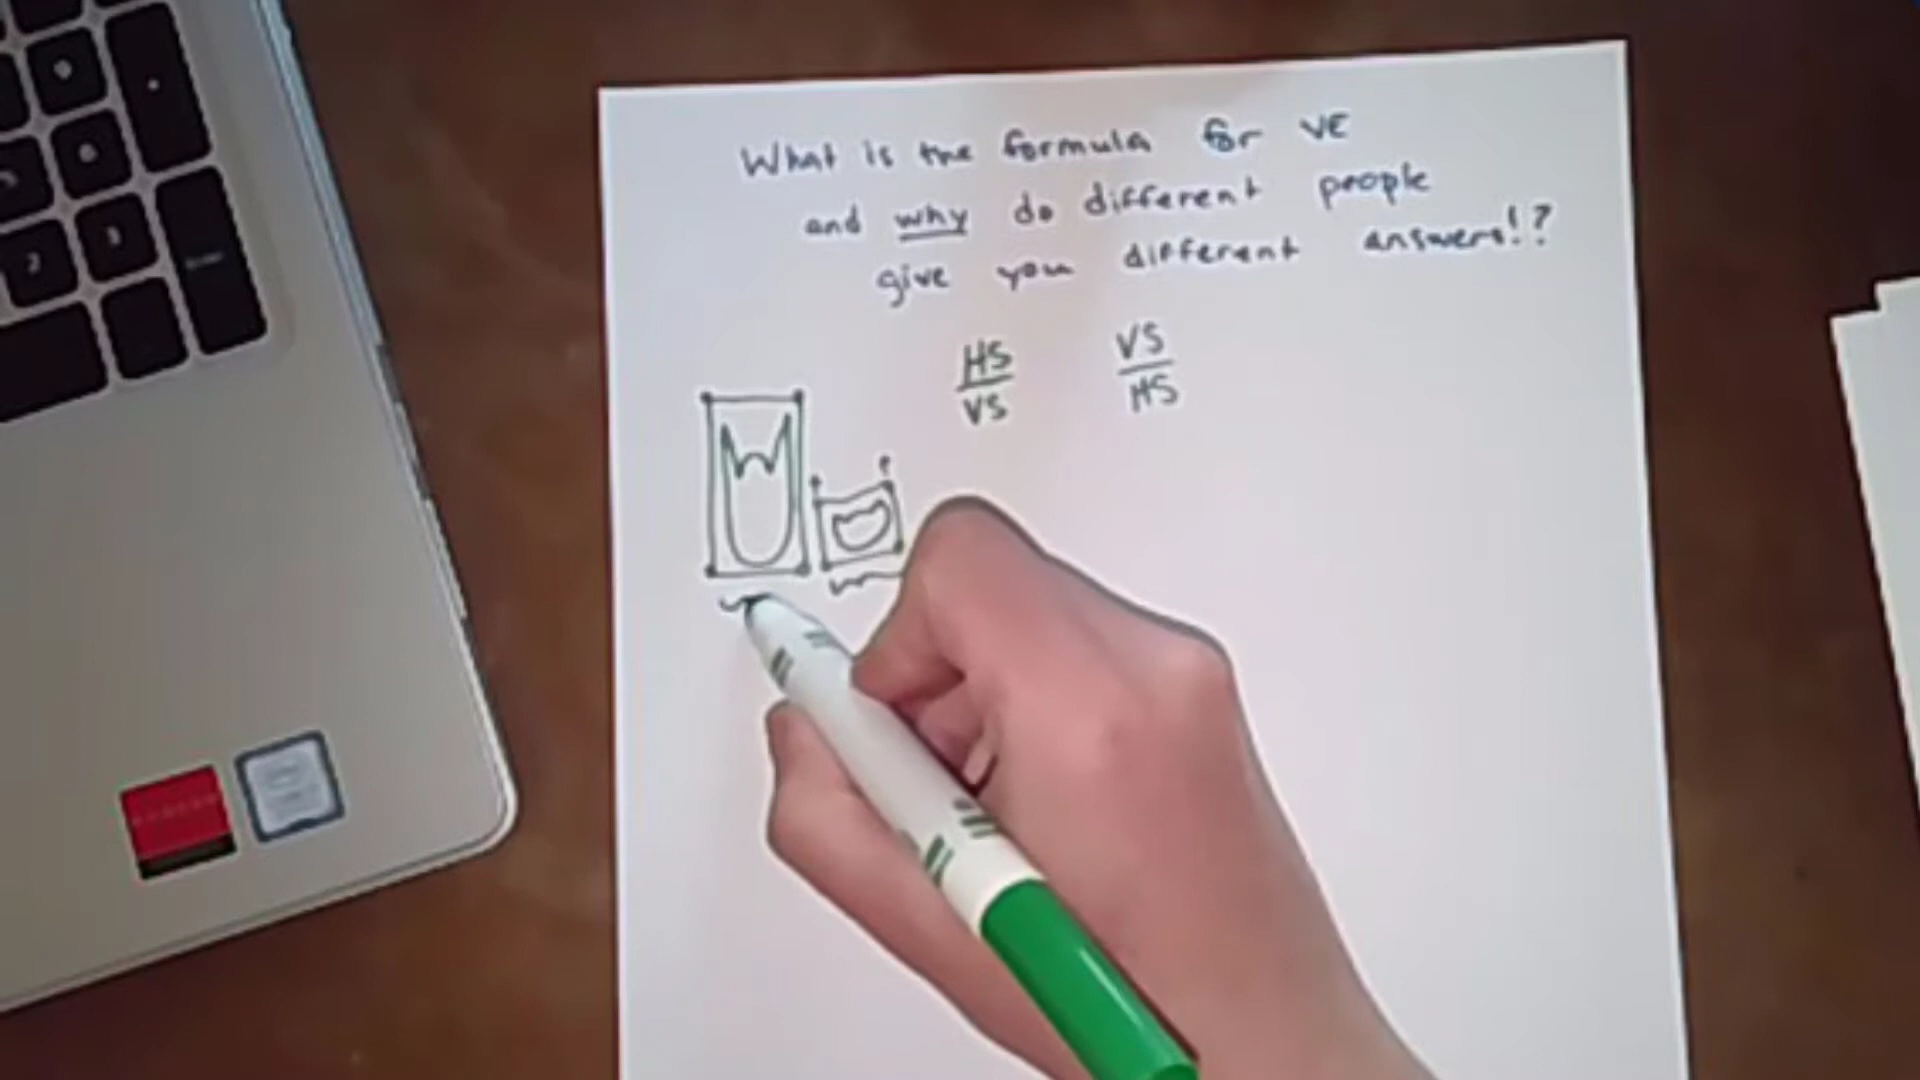 What is the formula for VE
and why do different people
give you different answers!?
HS
VS
VS
HS